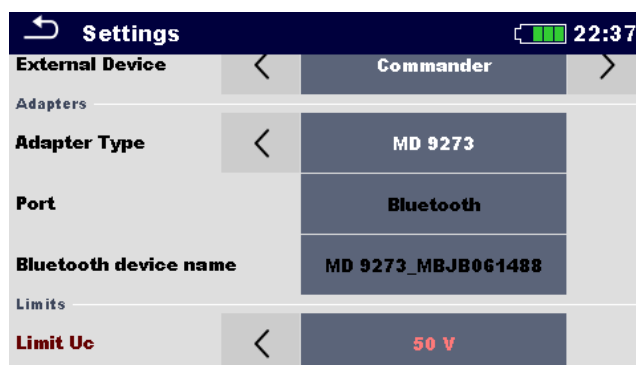 Settings 22:37
External Device Commander
Adapters
Adapter Type MD 9273
Port Bluetooth
Bluetooth device name MD 9273_MBJB061488
Limits
Limit Uc 50 V